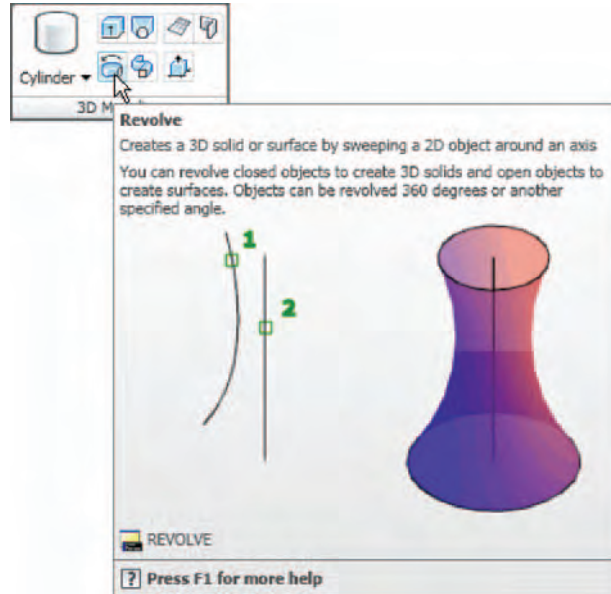 Cylinder
3D M
Revolve
Creates a 3D solid or surface by sweeping a 2D object around an axis
You can revolve closed objects to create 3D solids and open objects to
create surfaces. Objects can be revolved 360 degrees or another
specified angle.
1
2
REVOLVE
? Press F1 for more help